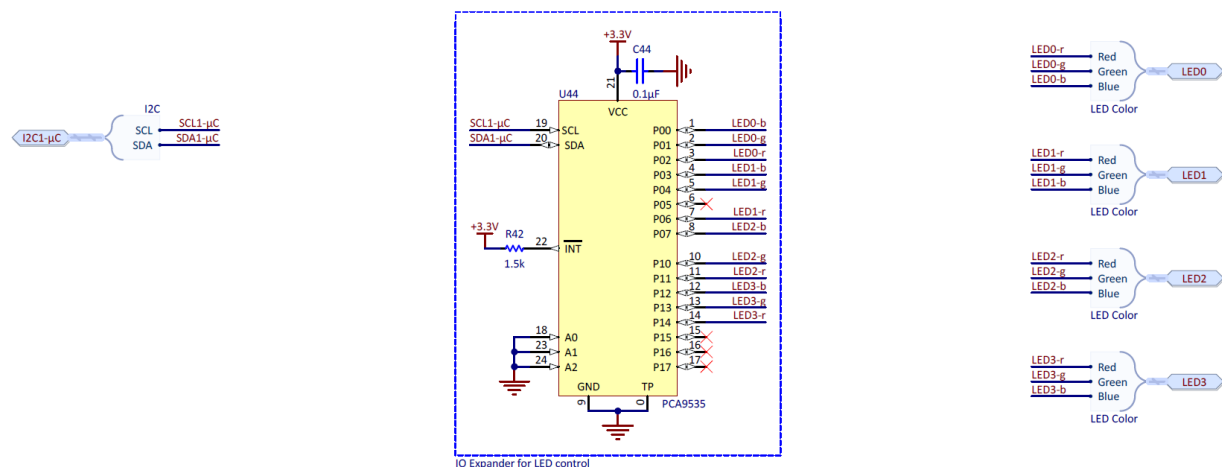 I2C
I2C1-µC
SCL
SDA
SCL1-µC
SDA1-µC
+3.3V
C44
0.1µF
21
U44
VCC
SCL1-µC 19 SCL
SDA1-µC 20 SDA
+3.3V
R42
1.5k
22 INT
18 A0
23 A1
24 A2
P00 1 LED0-b
P01 2 LED0-g
P02 3 LED0-r
P03 4 LED1-b
P04 5 LED1-g
P05 6
P06 7 LED1-r
P07 8 LED2-b
P10 10 LED2-g
P11 11 LED2-r
P12 12 LED3-b
P13 13 LED3-g
P14 14 LED3-r
P15 15
P16 16
P17 17
GND TP
9 0
PCA9535
IO Expander for LED control
LED0-r Red
LED0-g Green LED0
LED0-b Blue
LED Color
LED1-r Red
LED1-g Green LED1
LED1-b Blue
LED Color
LED2-r Red
LED2-g Green LED2
LED2-b Blue
LED Color
LED3-r Red
LED3-g Green LED3
LED3-b Blue
LED Color